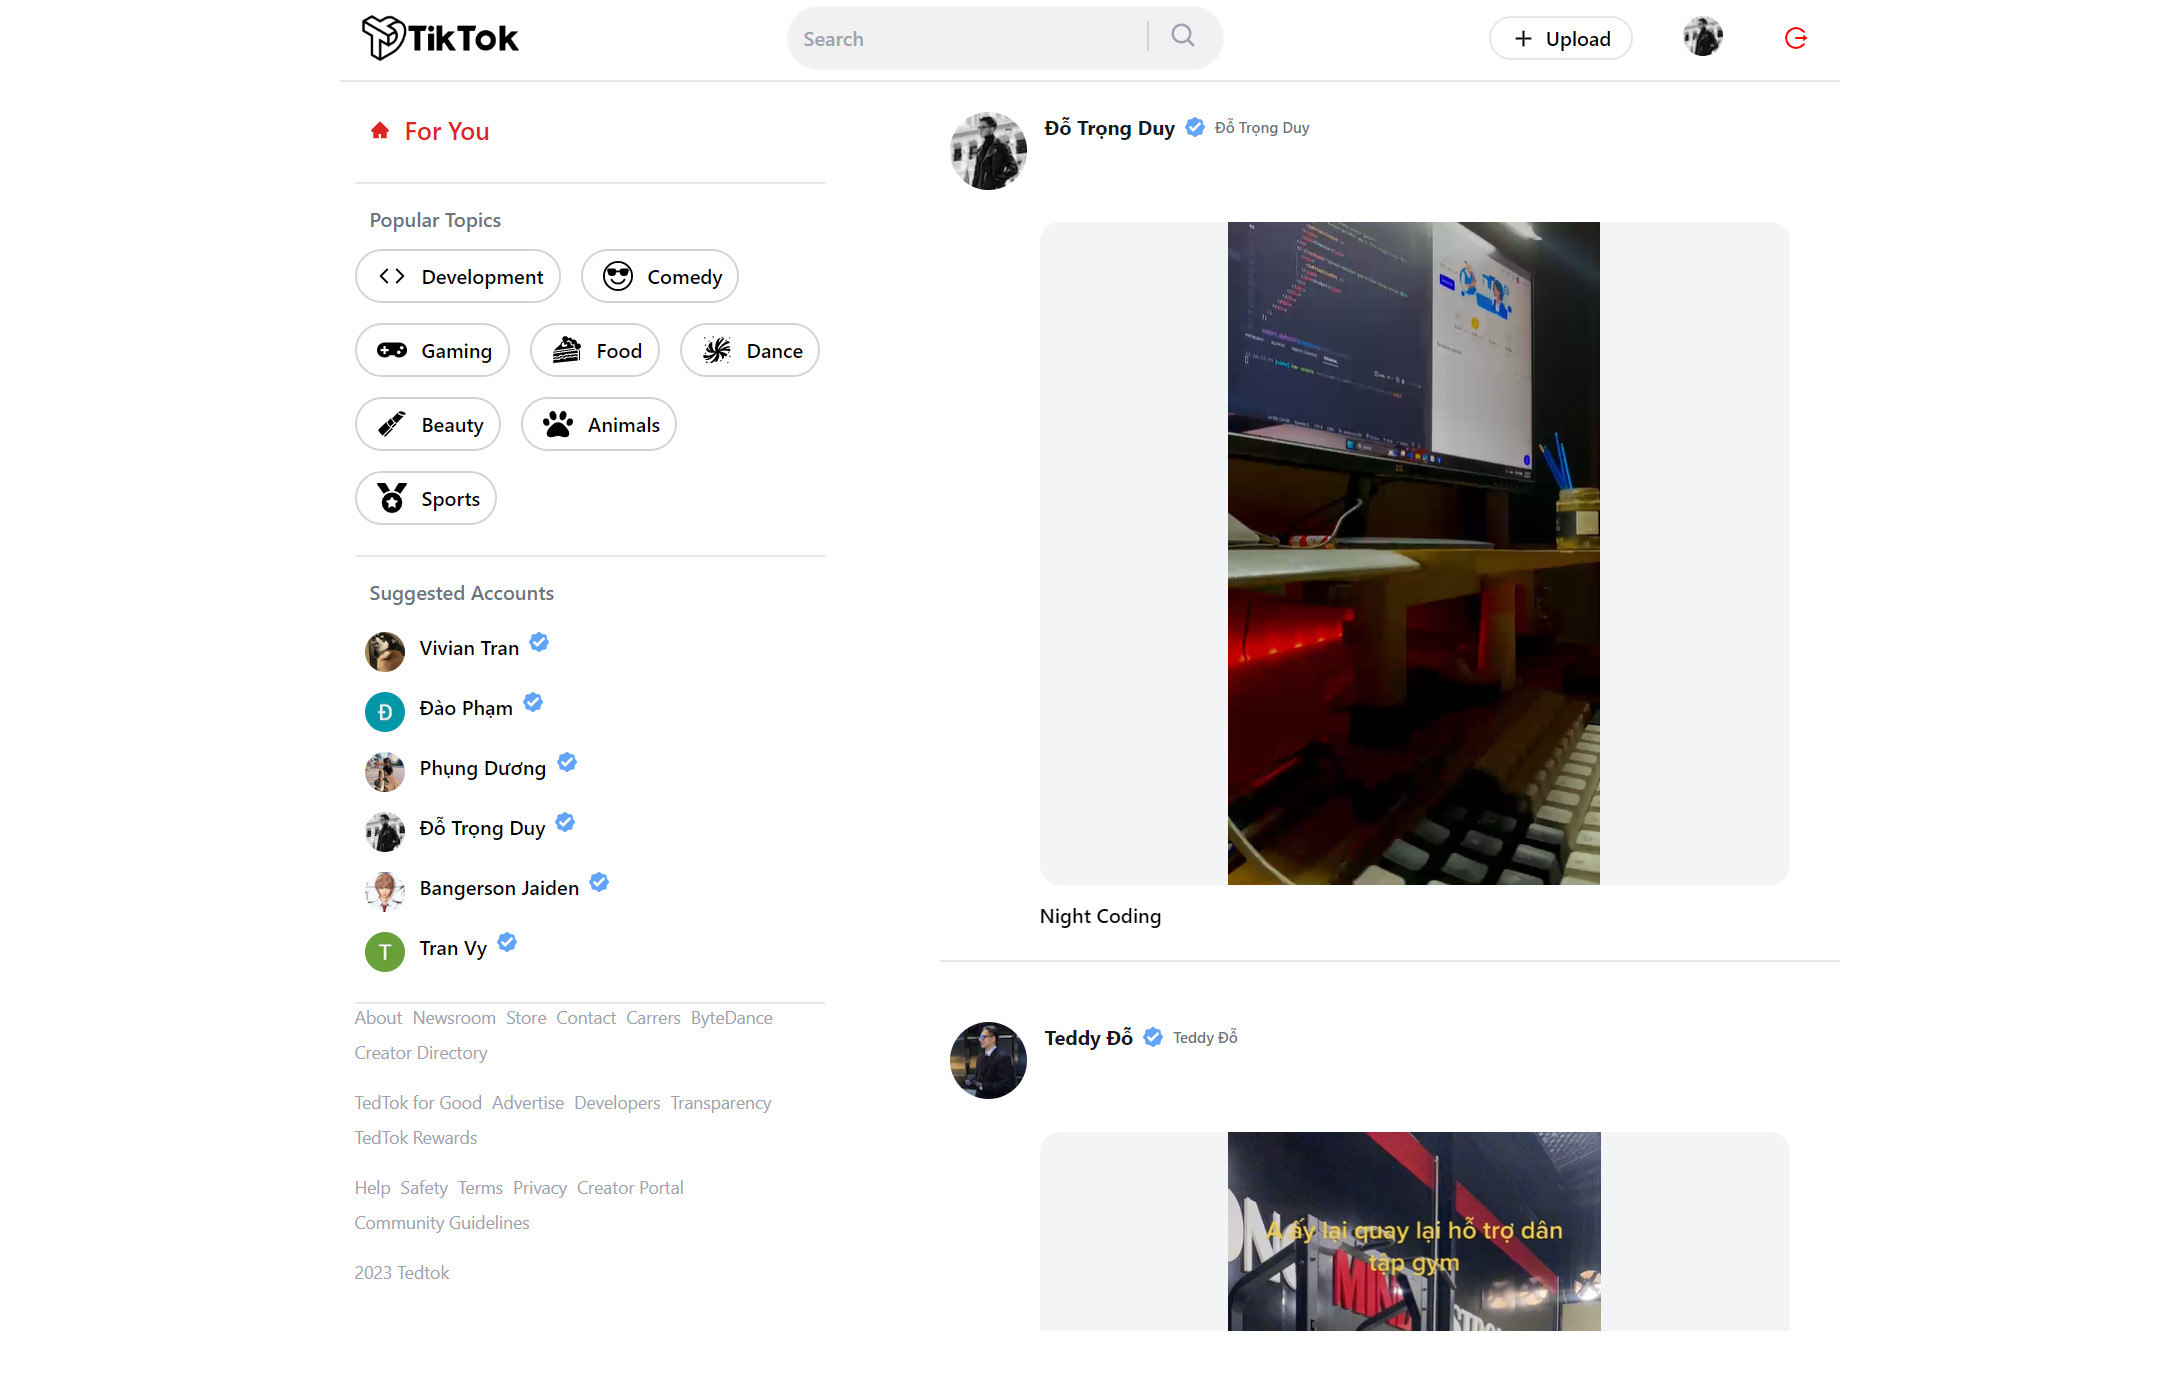 TikTok
Search
Upload
For You
Popular Topics
Development
Comedy
Gaming
Food
Dance
Beauty
Animals
Sports
Suggested Accounts
Vivian Tran
Đ
Đào Phạm
Phụng Dương
Đỗ Trọng Duy
Bangerson Jaiden
T
Tran Vy
About Newsroom Store Contact Carrers ByteDance
Creator Directory
TedTok for Good Advertise Developers Transparency
TedTok Rewards
Help Safety Terms Privacy Creator Portal
Community Guidelines
2023 Tedtok
Đỗ Trọng Duy Đỗ Trọng Duy
Night Coding
Teddy Đỗ Teddy Đỗ
A ấy lại quay lại hỗ trợ dân
tập gym